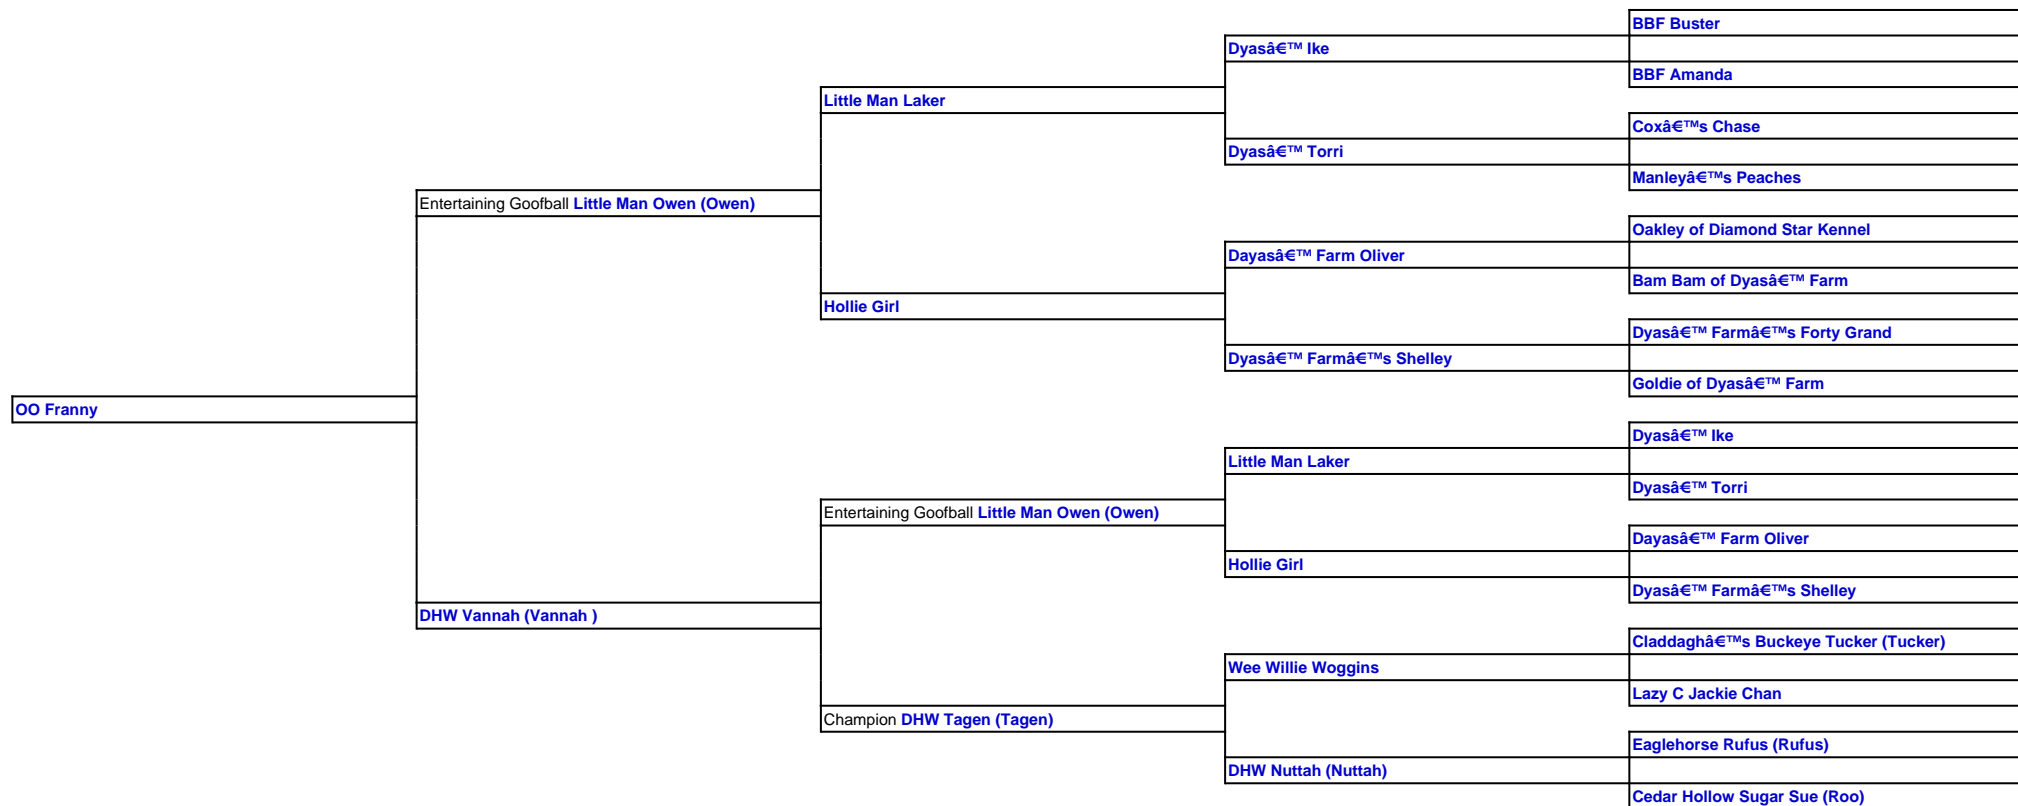 BBF Buster
Dyasâ€™ Ike
BBF Amanda
Little Man Laker
Coxâ€™s Chase
Dyasâ€™ Torri
Manleyâ€™s Peaches
Entertaining Goofball Little Man Owen (Owen)
Oakley of Diamond Star Kennel
Dayasâ€™ Farm Oliver
Bam Bam of Dyasâ€™ Farm
Hollie Girl
Dyasâ€™ Farmâ€™s Forty Grand
Dyasâ€™ Farmâ€™s Shelley
Goldie of Dyasâ€™ Farm
OO Franny
Dyasâ€™ Ike
Little Man Laker
Dyasâ€™ Torri
Entertaining Goofball Little Man Owen (Owen)
Dayasâ€™ Farm Oliver
Hollie Girl
Dyasâ€™ Farmâ€™s Shelley
DHW Vannah (Vannah )
Claddaghâ€™s Buckeye Tucker (Tucker)
Wee Willie Woggins
Lazy C Jackie Chan
Champion DHW Tagen (Tagen)
Eaglehorse Rufus (Rufus)
DHW Nuttah (Nuttah)
Cedar Hollow Sugar Sue (Roo)